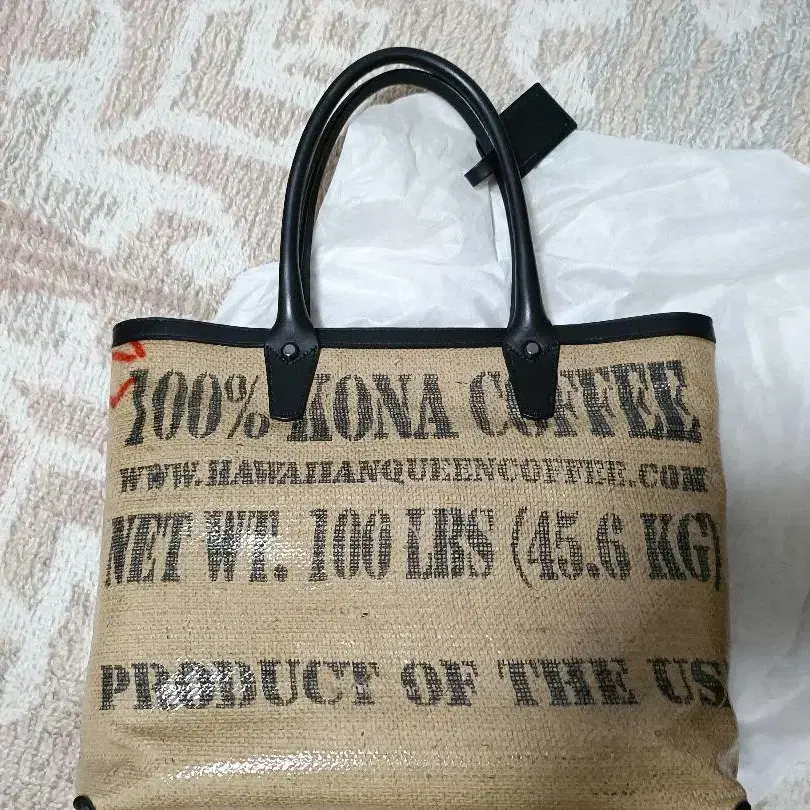 100% KONA COFFEE
WWW.HAWAIIANQUEENCOFFEE.COM
NET WT. 100 LBS (45.6 KG)
PRODUCT OF THE US